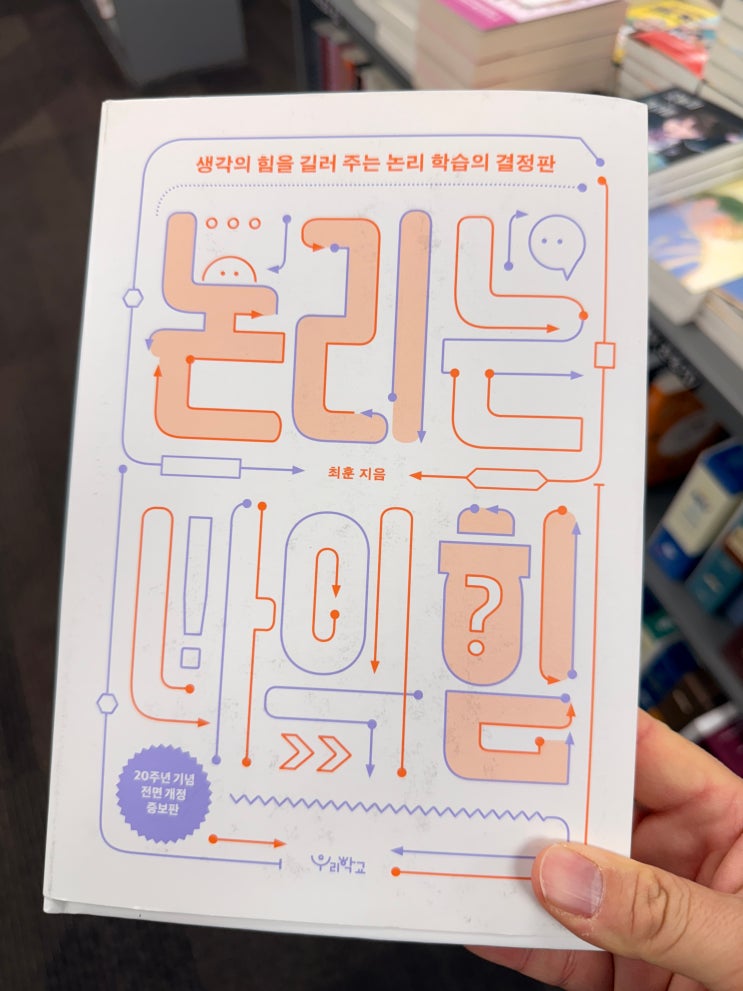 생각의 힘을 길러 주는 논리 학습의 결정판
논리는
최훈 지음
나의 힘
20주년 기념
전면 개정
증보판
우리학교